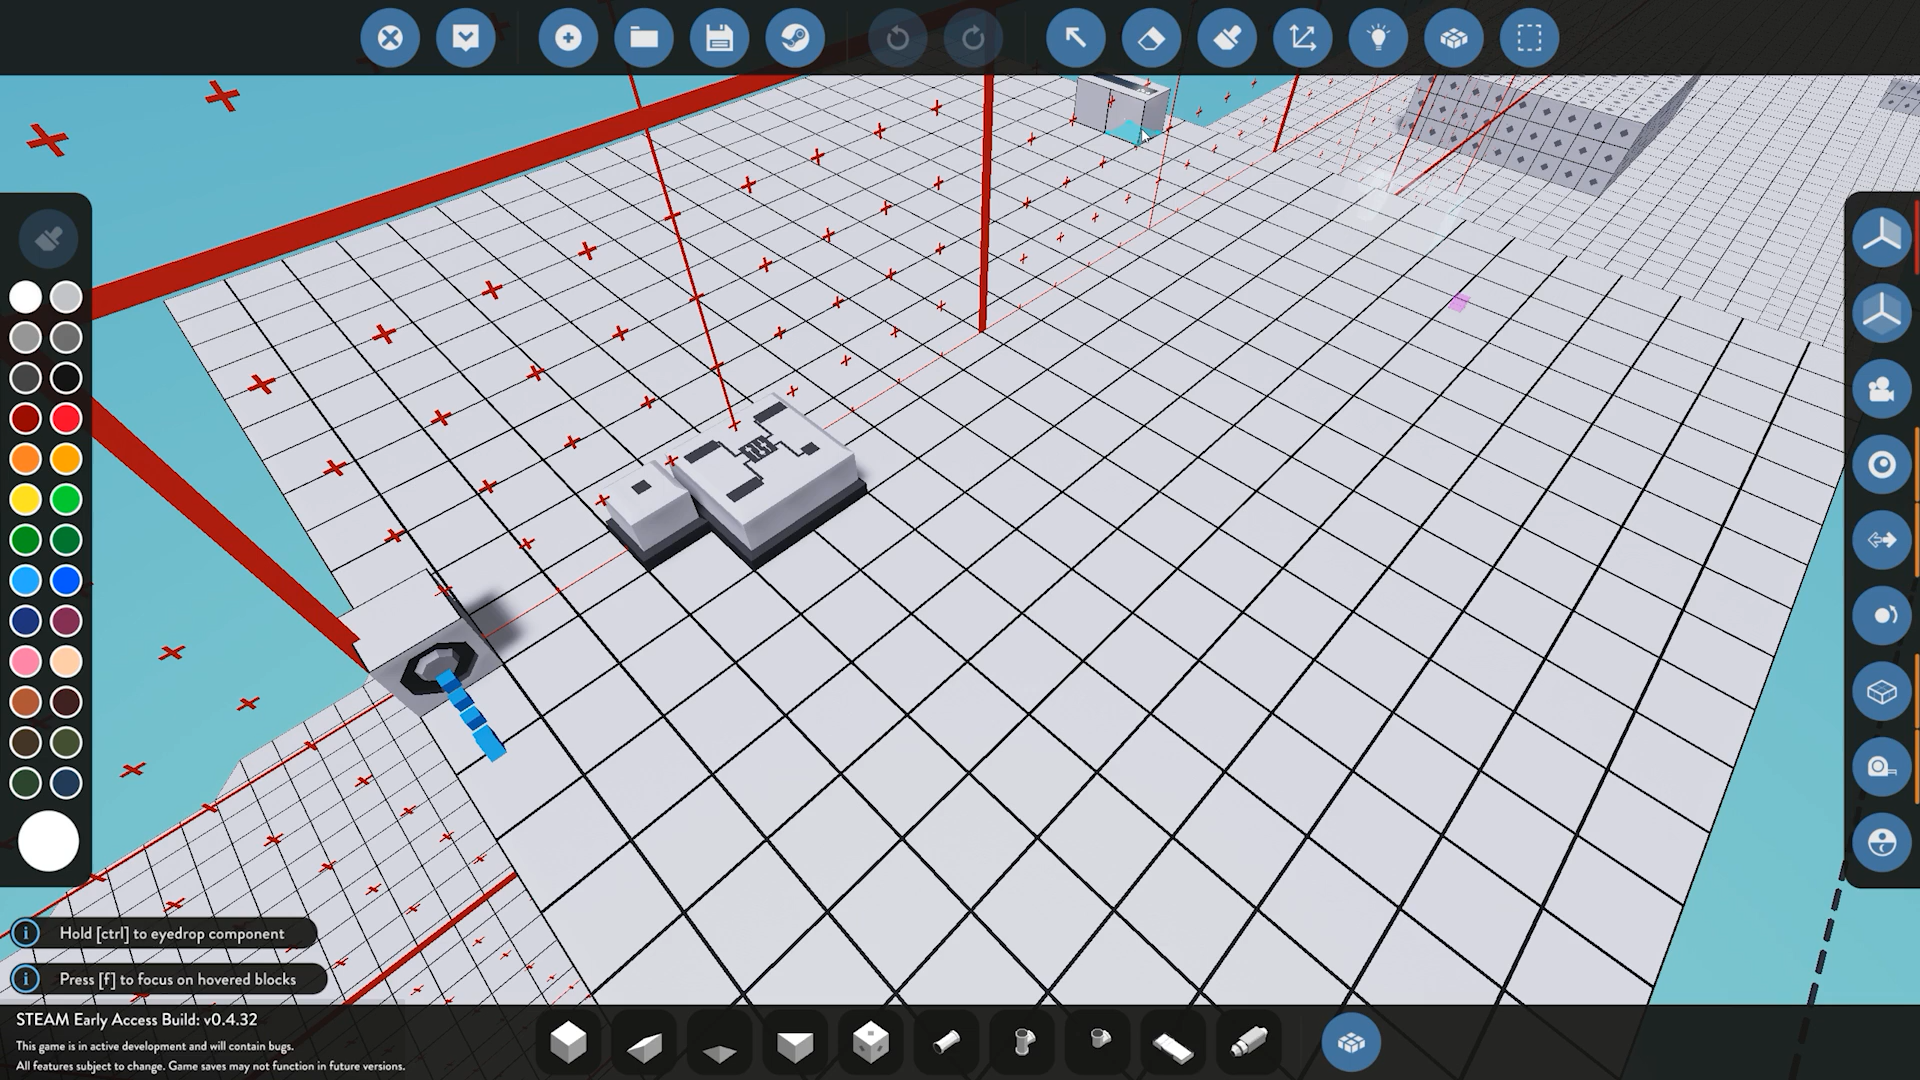 Hold [ctrl] to eyedrop component
Press [f] to focus on hovered blocks
STEAM Early Access Build: v0.4.32
This game is in active development and will contain bugs.
All features subject to change. Game saves may not function in future versions.